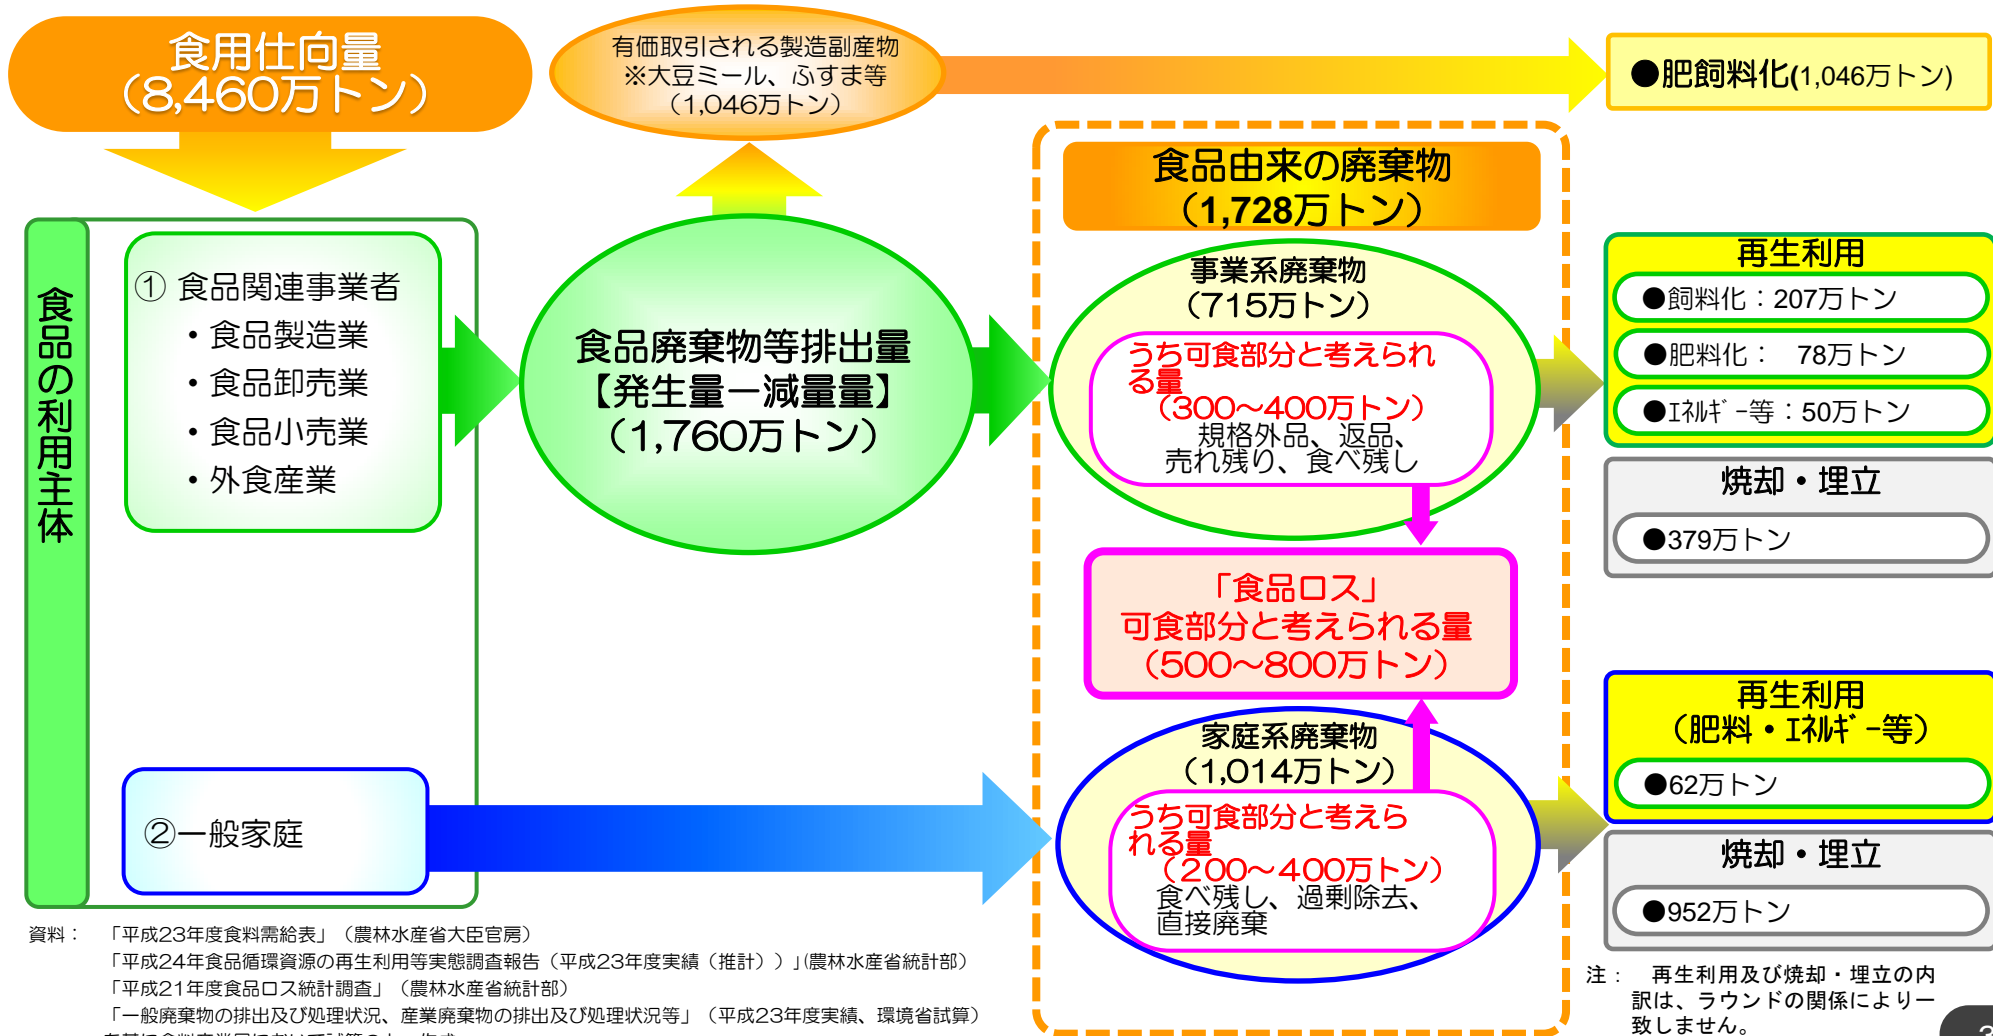 食用仕向量
（8,460万トン）
有価取引される製造副産物
※大豆ミール、ふすま等
（1,046万トン）
●肥飼料化(1,046万トン)
食品の利用主体
① 食品関連事業者
・食品製造業
・食品卸売業
・食品小売業
・外食産業
②一般家庭
食品廃棄物等排出量
【発生量－減量量】
（1,760万トン）
食品由来の廃棄物
（1,728万トン）
事業系廃棄物
（715万トン）
うち可食部分と考えられ
る量
（300～400万トン）
規格外品、返品、
売れ残り、食べ残し
「食品ロス」
可食部分と考えられる量
（500～800万トン）
家庭系廃棄物
（1,014万トン）
うち可食部分と考えら
れる量
（200～400万トン）
食べ残し、過剰除去、
直接廃棄
再生利用
●飼料化：207万トン
●肥料化：　78万トン
●ｴﾈﾙｷﾞｰ等：50万トン
焼却・埋立
●379万トン
再生利用
（肥料・ｴﾈﾙｷﾞｰ等）
●62万トン
焼却・埋立
●952万トン
資料：　「平成23年度食料需給表」（農林水産省大臣官房）
「平成24年食品循環資源の再生利用等実態調査報告（平成23年度実績（推計））」(農林水産省統計部）
「平成21年度食品ロス統計調査」（農林水産省統計部）
「一般廃棄物の排出及び処理状況、産業廃棄物の排出及び処理状況等」（平成23年度実績、環境省試算）
注：　再生利用及び焼却・埋立の内
訳は、ラウンドの関係により一
致しません。